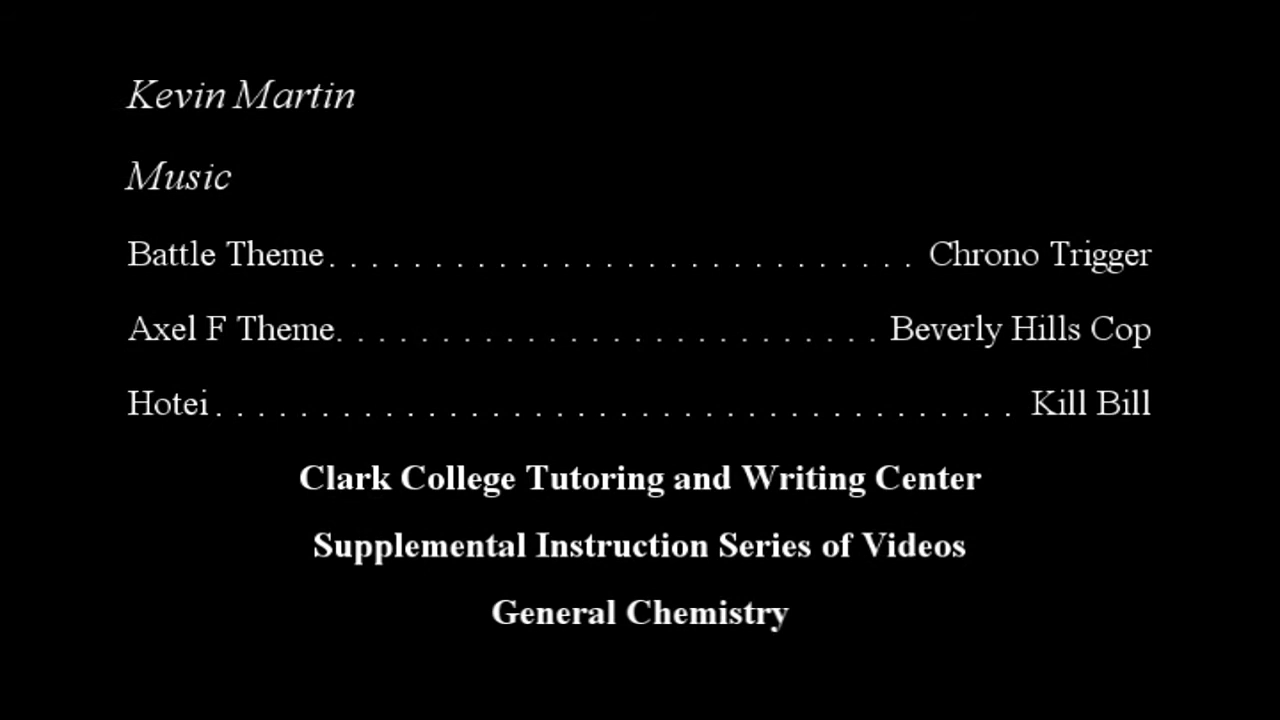 Kevin Martin
Music
Battle Theme. . . . . . . . . . . . . . . . . . . . . . . . . . . . Chrono Trigger
Axel F Theme. . . . . . . . . . . . . . . . . . . . . . . . . . Beverly Hills Cop
Hotei. . . . . . . . . . . . . . . . . . . . . . . . . . . . . . . . . . . . . . Kill Bill
Clark College Tutoring and Writing Center
Supplemental Instruction Series of Videos
General Chemistry